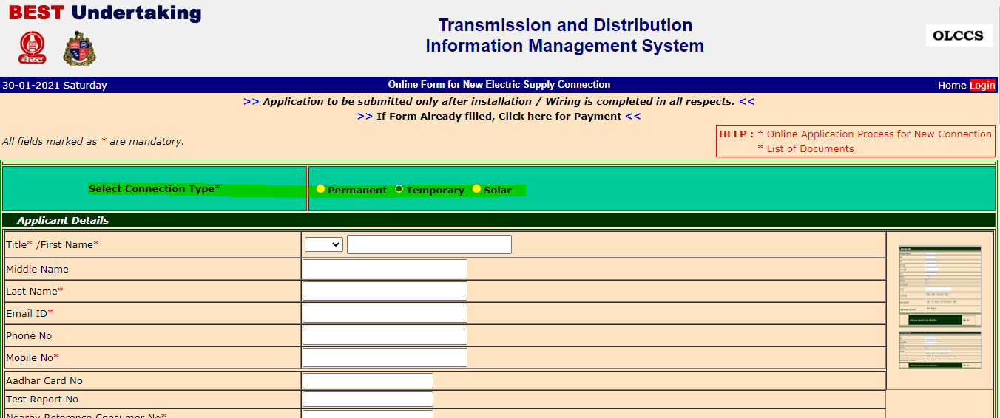 BEST Undertaking
Transmission and Distribution
Information Management System
बेस्ट
OLCCS
30-01-2021 Saturday Online Form for New Electric Supply Connection Home Login
>> Application to be submitted only after installation / Wiring is completed in all respects. <<
>> If Form Already filled, Click here for Payment <<
All fields marked as * are mandatory.
HELP : * Online Application Process for New Connection
* List of Documents
Select Connection Type* Permanent Temporary Solar
Applicant Details
Title* /First Name*
Middle Name
Last Name*
Email ID*
Phone No
Mobile No*
Aadhar Card No
Test Report No
Nearby Reference Consumer No*